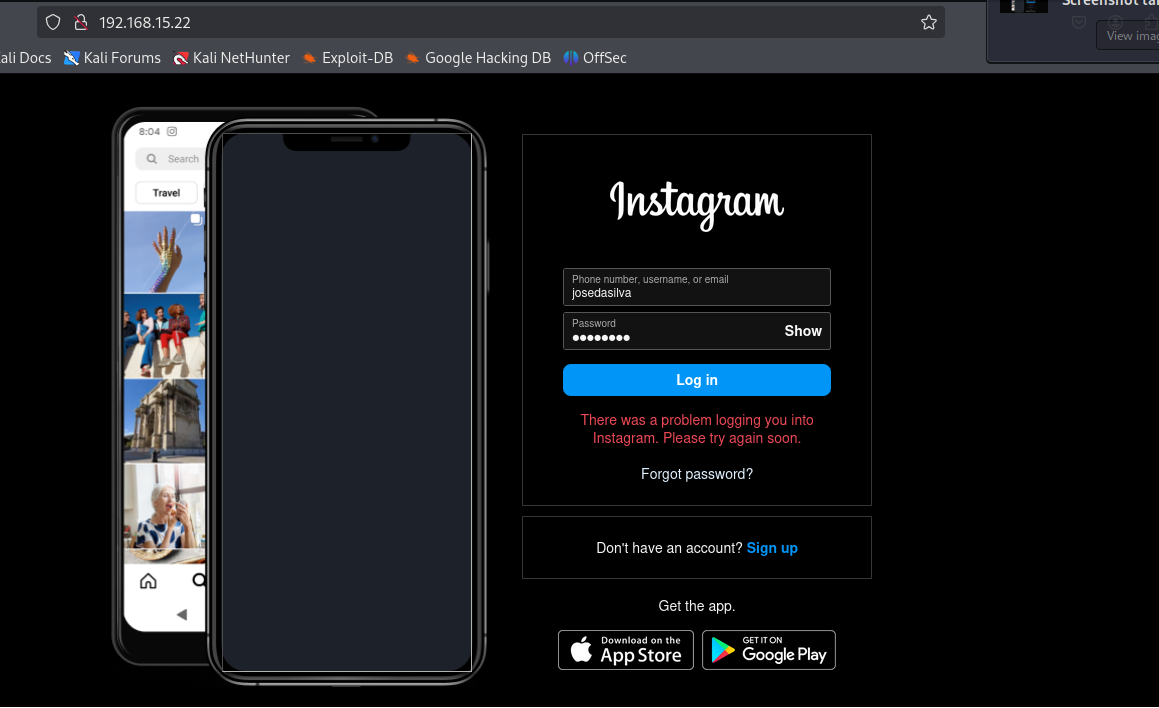 Screenshot ta
192.168.15.22
View imag
ali Docs Kali Forums Kali NetHunter Exploit-DB Google Hacking DB OffSec
8:04
Search
Travel
Instagram
Phone number, username, or email
josedasilva
Password
●●●●●●●● Show
Log in
There was a problem logging you into
Instagram. Please try again soon.
Forgot password?
Don't have an account? Sign up
Get the app.
Download on the
App Store
GET IT ON
Google Play